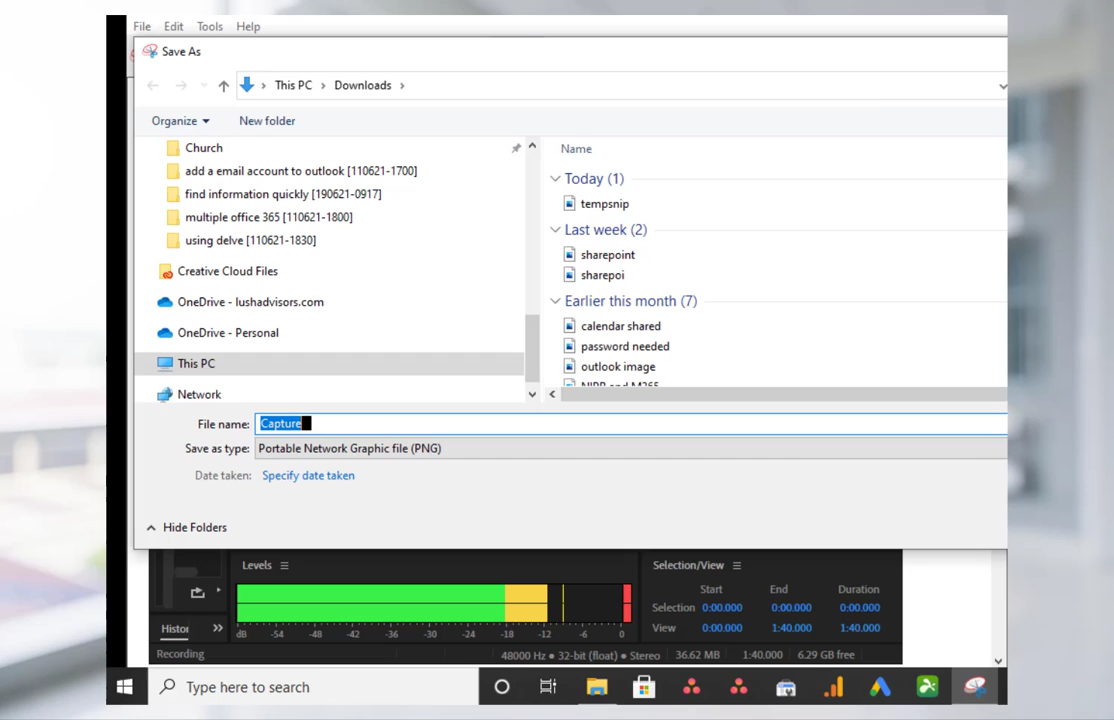 File Edit Tools Help
Save As
This PC > Downloads >
Organize New folder
Church
add a email account to outlook [110621-1700]
find information quickly [190621-0917]
multiple office 365 [110621-1800]
using delve [110621-1830]
Creative Cloud Files
OneDrive - lushadvisors.com
OneDrive - Personal
This PC
Network
Name
Today (1)
tempsnip
Last week (2)
sharepoint
sharepoi
Earlier this month (7)
calendar shared
password needed
outlook image
File name: Capture
Save as type: Portable Network Graphic file (PNG)
Date taken: Specify date taken
Hide Folders
Levels
dB -54 -48 -42 -36 -30 -24 -18 -12 -6 0
Histor
Selection/View
Start End Duration
Selection 0:00.000 0:00.000 0:00.000
View 0:00.000 1:40.000 1:40.000
Recording 48000 Hz ● 32-bit (float) ● Stereo 36.62 MB 1:40.000 6.29 GB free
Type here to search